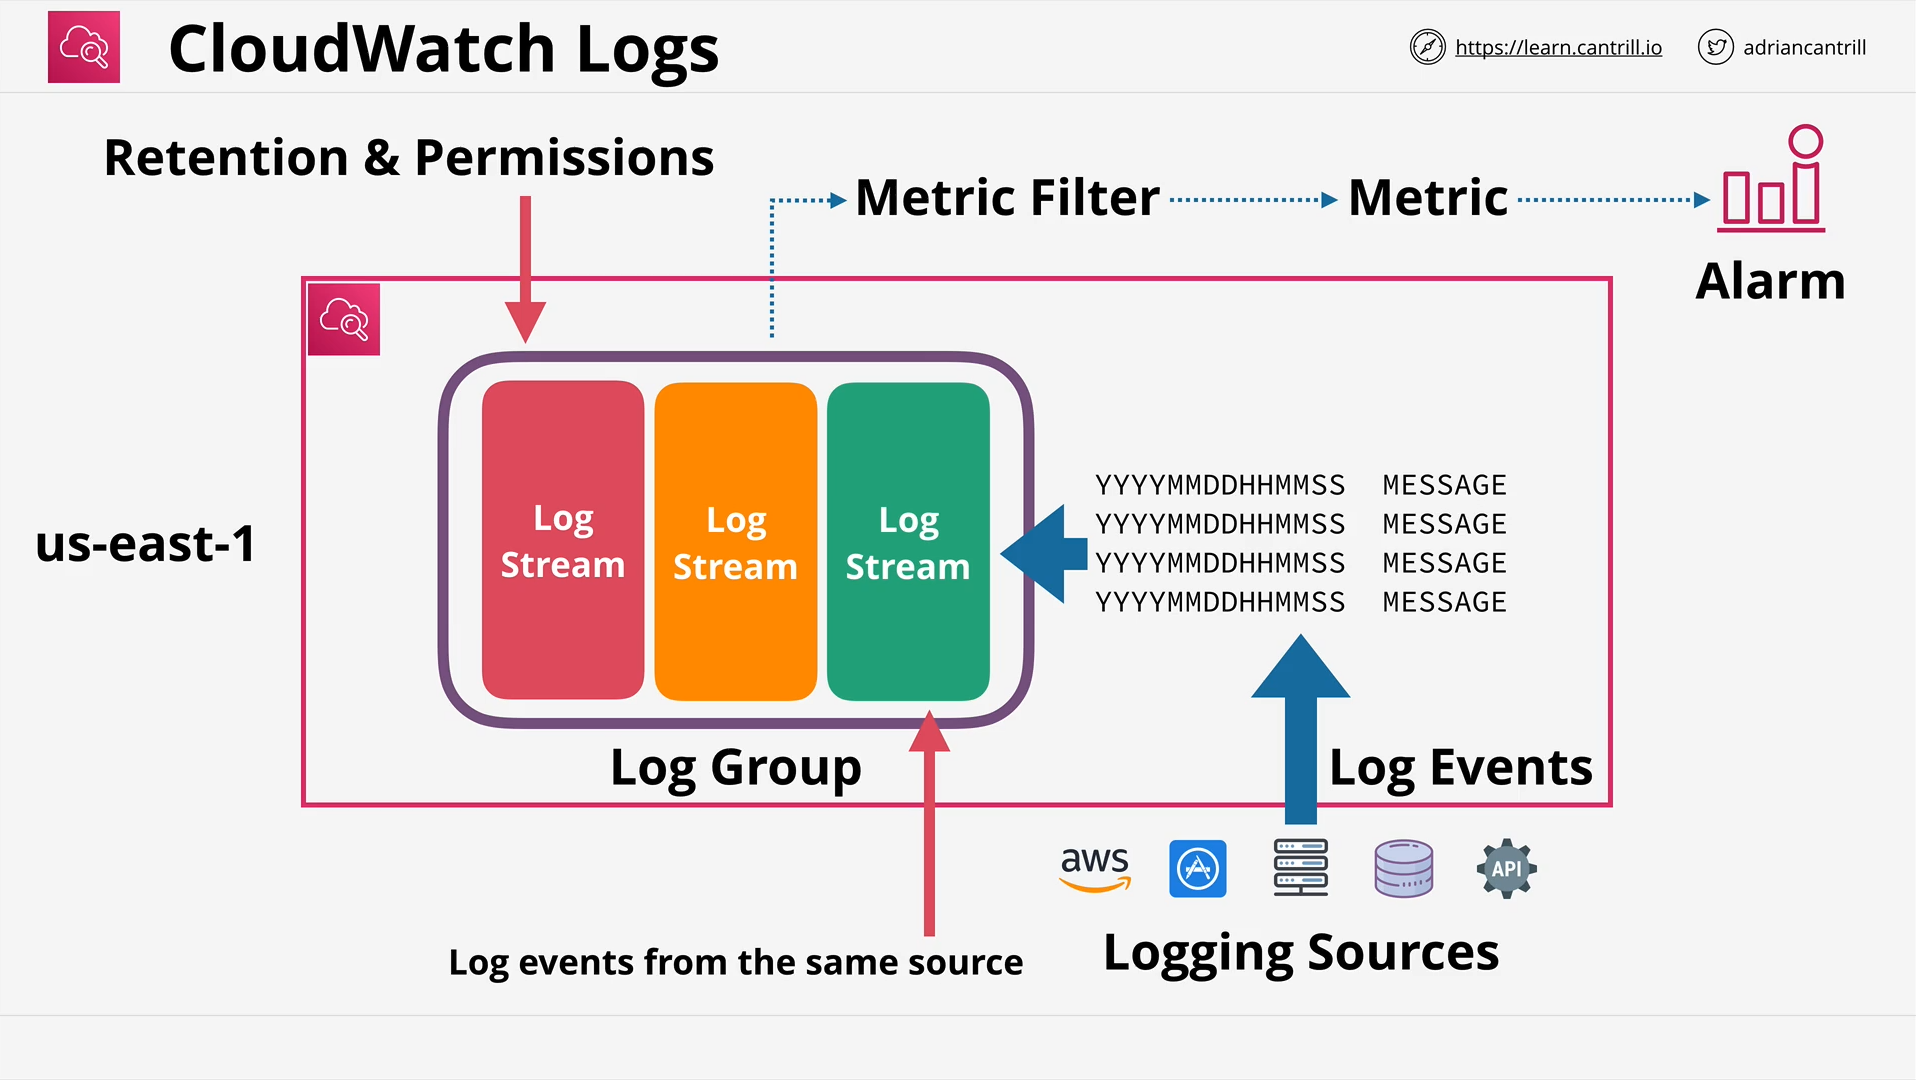 CloudWatch Logs
https://learn.cantrill.io
adriancantrill
Retention & Permissions
Metric Filter
Metric
Alarm
us-east-1
Log
Stream
Log
Stream
Log
Stream
YYYYMMDDHHMMSS MESSAGE
YYYYMMDDHHMMSS MESSAGE
YYYYMMDDHHMMSS MESSAGE
YYYYMMDDHHMMSS MESSAGE
Log Group
Log Events
aws
API
Log events from the same source
Logging Sources